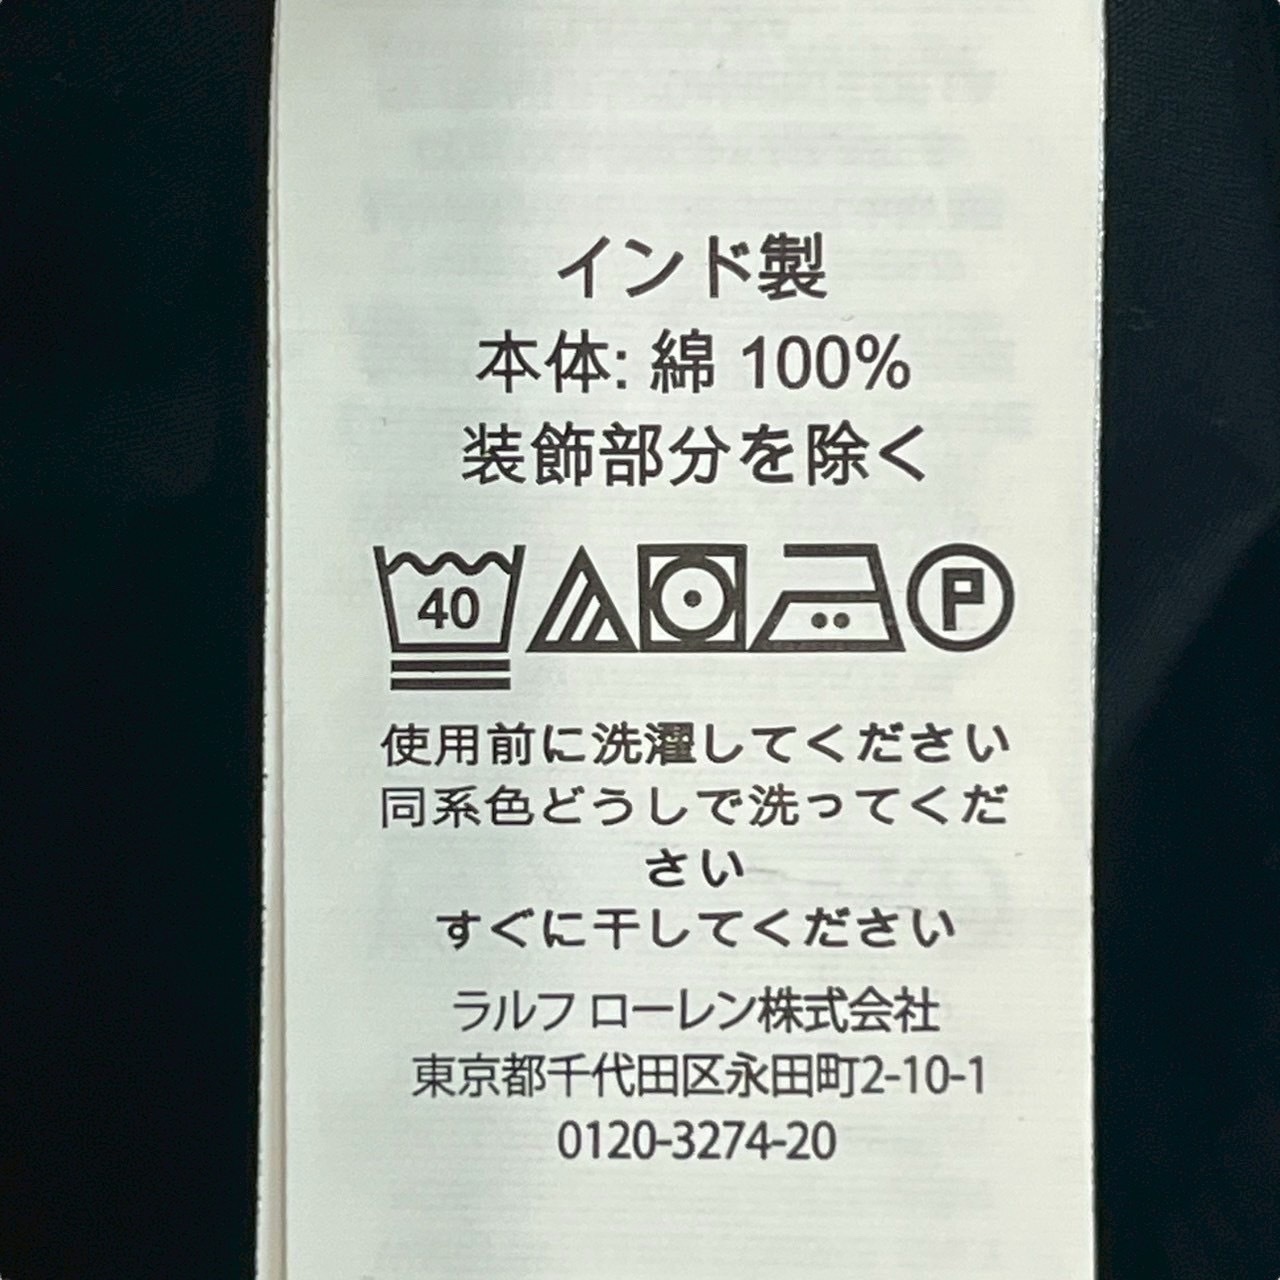 インド製
本体: 綿 100%
装飾部分を除く
40
P
使用前に洗濯してください
同系色どうしで洗ってくだ
さい
すぐに干してください
ラルフ ローレン株式会社
東京都千代田区永田町2-10-1
0120-3274-20